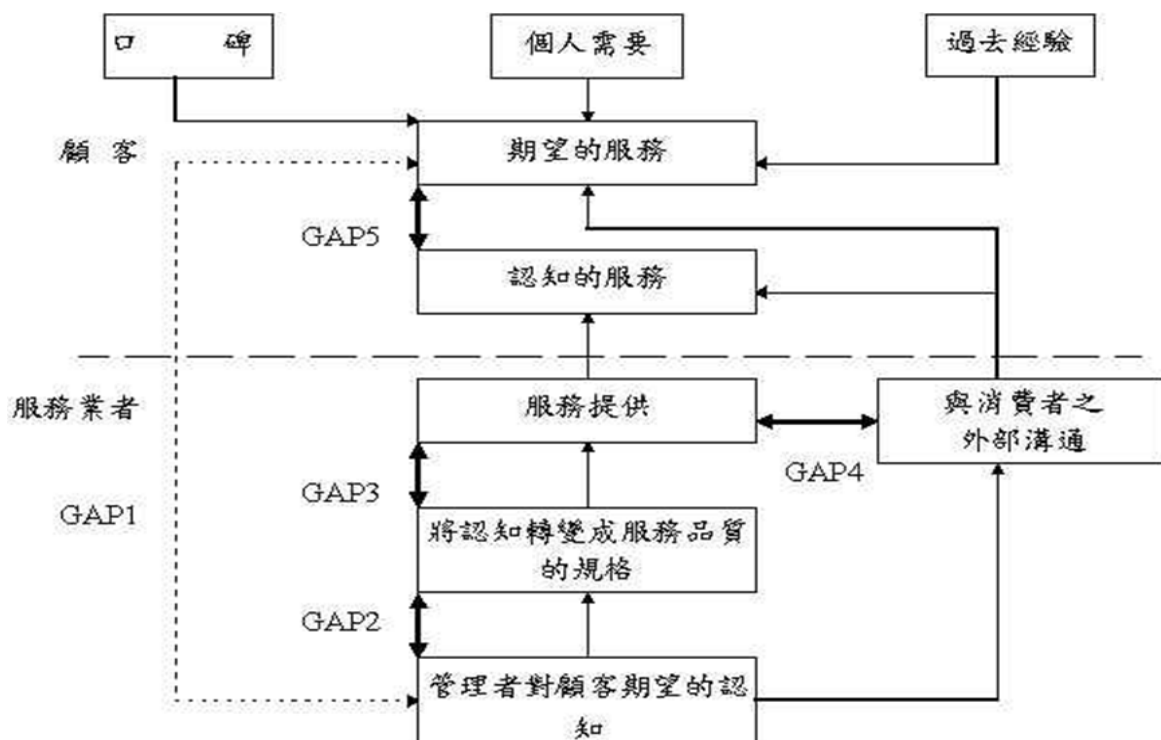 口 碑
個人需要
過去經驗
顧 客
期望的服務
GAP5
認知的服務
服務業者
服務提供
與消費者之
外部溝通
GAP4
GAP3
GAP1
將認知轉變成服務品質
的規格
GAP2
管理者對顧客期望的認
知